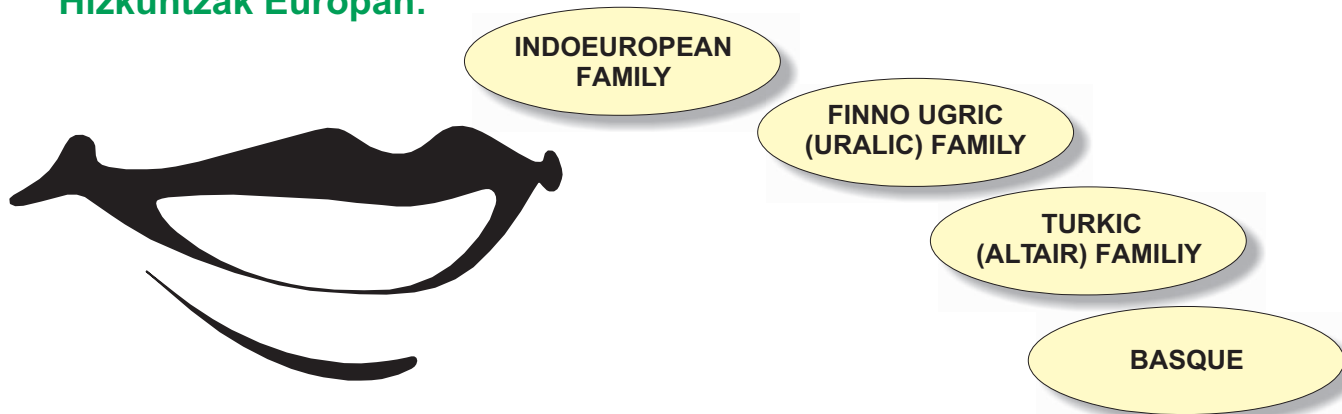 Hizkuntzak Europan:
INDOEUROPEAN
FAMILY
FINNO UGRIC
(URALIC) FAMILY
TURKIC
(ALTAIR) FAMILIY
BASQUE